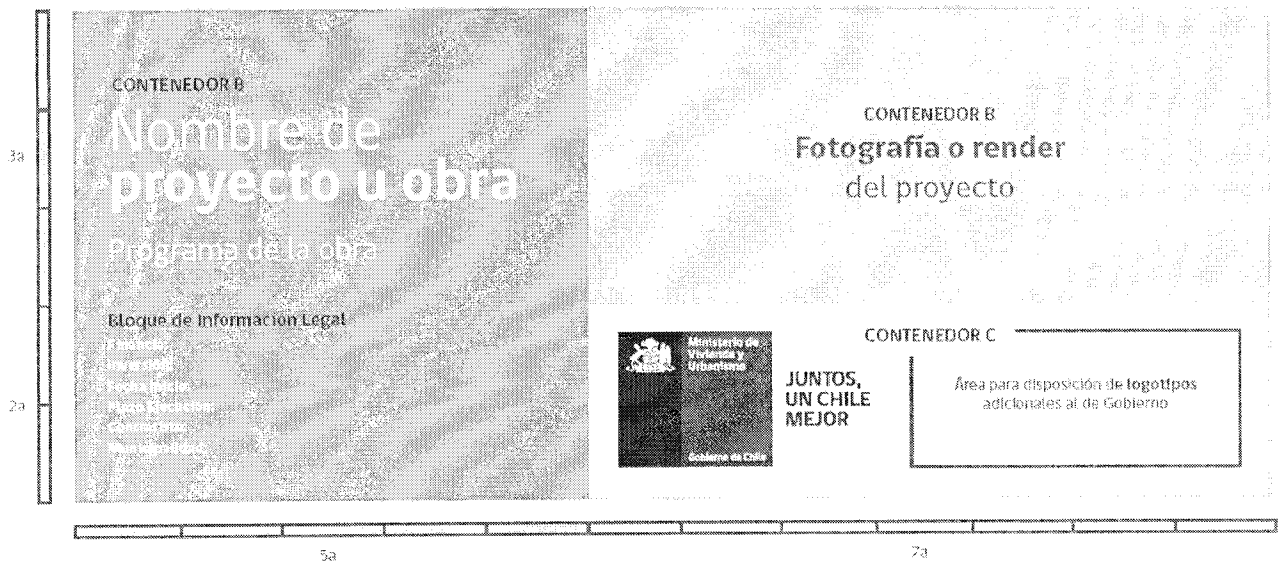 CONTENEDOR B
Nombre de
proyecto u obra
Programa de la obra
Bloque de Información Legal
3a
2a
CONTENEDOR B
Fotografía o render
del proyecto
Ministerio de
Vivienda y
Urbanismo
Gobierno de Chile
JUNTOS,
UN CHILE
MEJOR
CONTENEDOR C
Área para disposición de logotipos
adicionales al de Gobierno
5a
7a